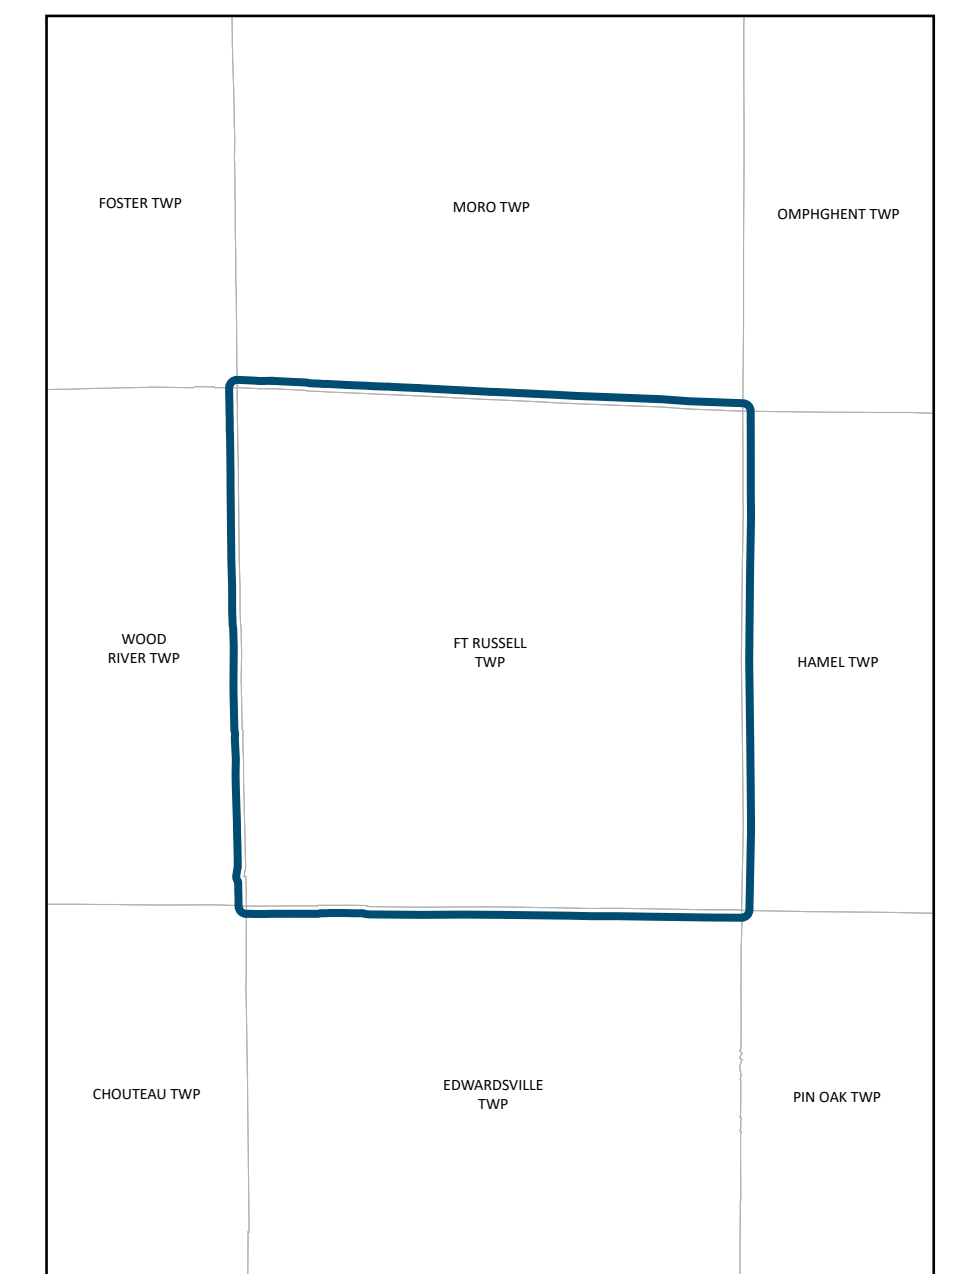 FOSTER TWP
MORO TWP
OMPHGHENT TWP
WOOD
RIVER TWP
FT RUSSELL
TWP
HAMEL TWP
CHOUTEAU TWP
EDWARDSVILLE
TWP
PIN OAK TWP